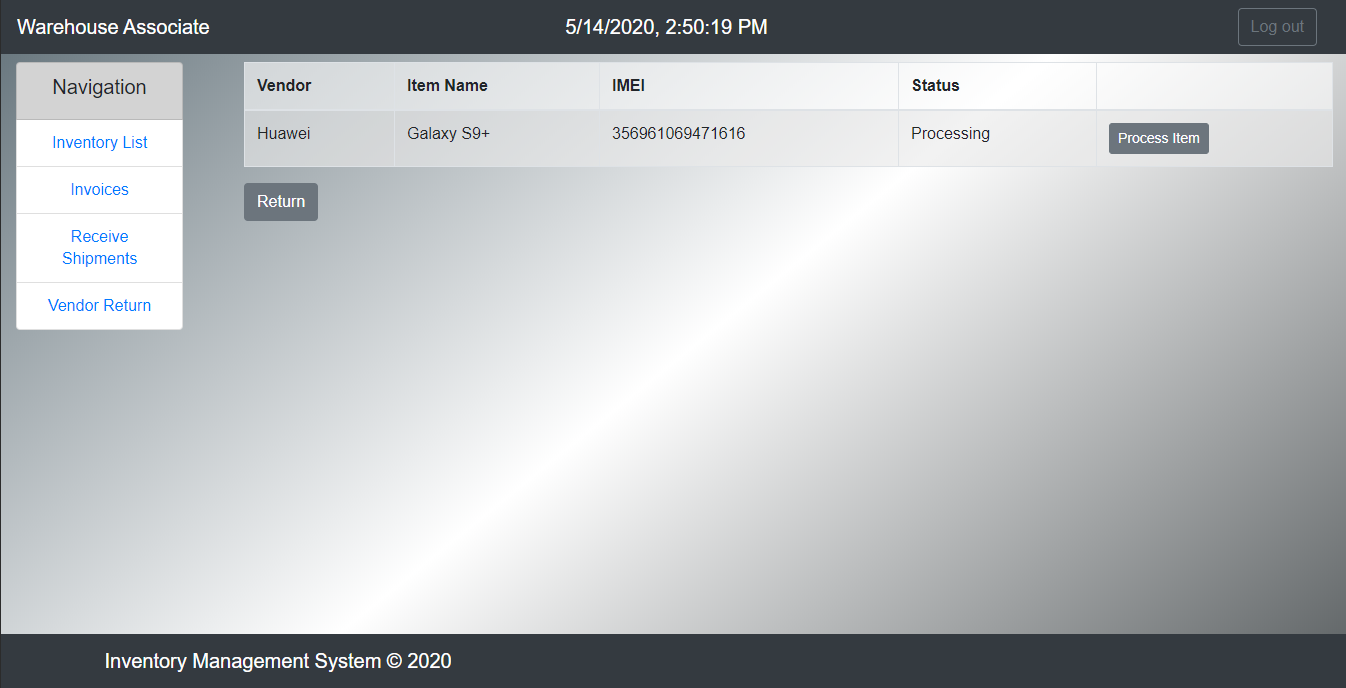 Warehouse Associate 5/14/2020, 2:50:19 PM Log out
Navigation
Inventory List
Invoices
Receive
Shipments
Vendor Return
Vendor Item Name IMEI Status
Huawei Galaxy S9+ 356961069471616 Processing Process Item
Return
Inventory Management System © 2020